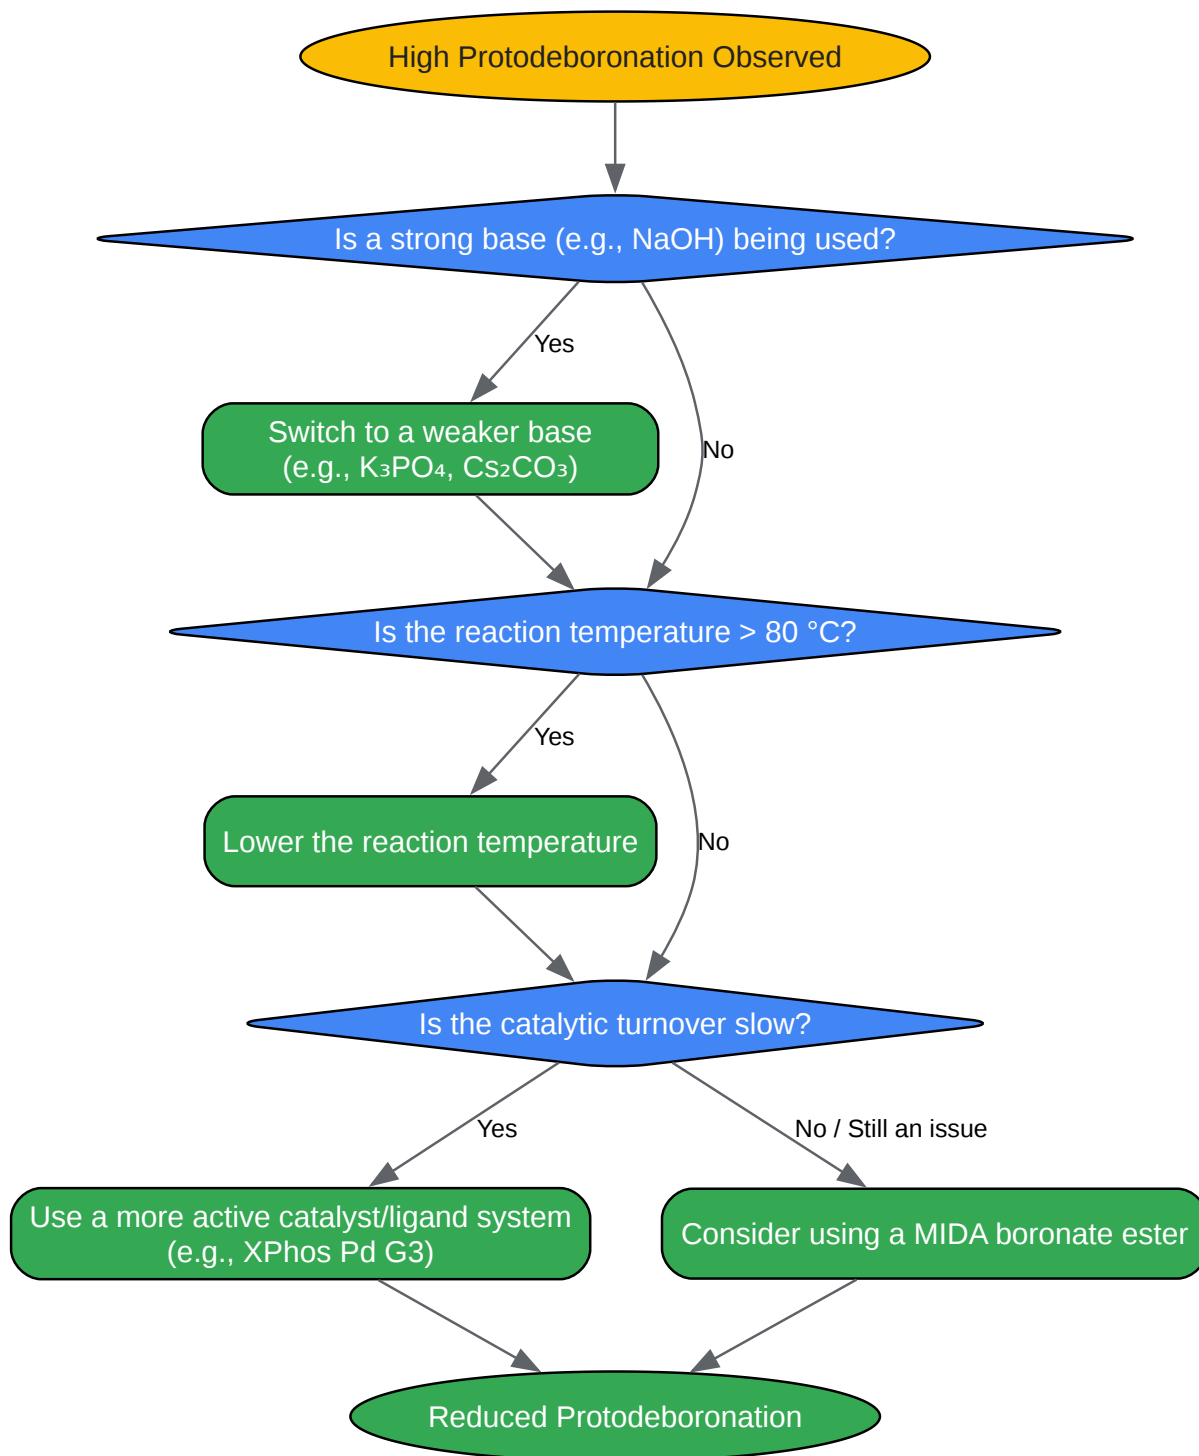 High Protodeboronation Observed
Is a strong base (e.g., NaOH) being used?
Yes
Switch to a weaker base
(e.g., K₃PO₄, Cs₂CO₃)
No
Is the reaction temperature > 80 °C?
Yes
Lower the reaction temperature
No
Is the catalytic turnover slow?
Yes
No / Still an issue
Use a more active catalyst/ligand system
(e.g., XPhos Pd G3)
Consider using a MIDA boronate ester
Reduced Protodeboronation